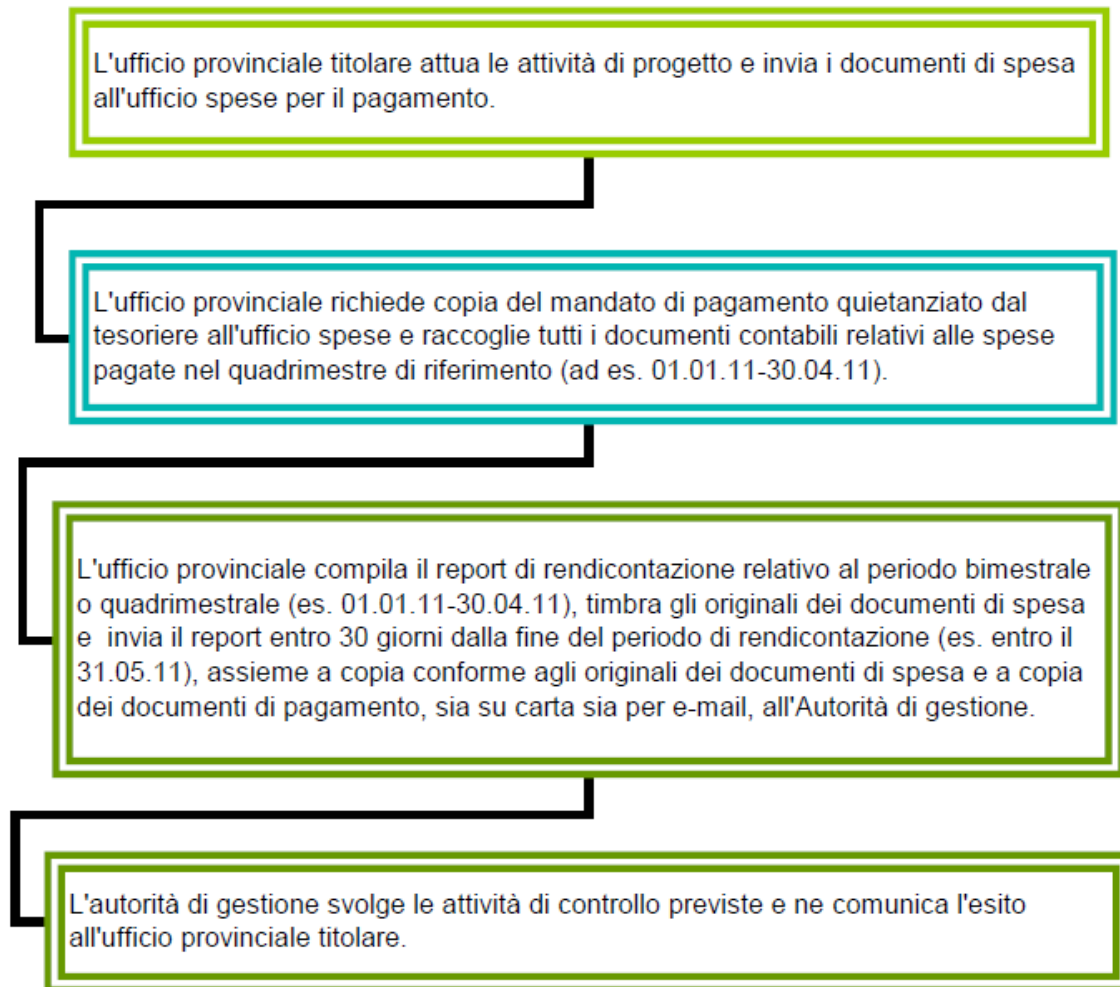 L'ufficio provinciale titolare attua le attività di progetto e invia i documenti di spesa
all'ufficio spese per il pagamento.
L'ufficio provinciale richiede copia del mandato di pagamento quietanziato dal
tesoriere all'ufficio spese e raccoglie tutti i documenti contabili relativi alle spese
pagate nel quadrimestre di riferimento (ad es. 01.01.11-30.04.11).
L'ufficio provinciale compila il report di rendicontazione relativo al periodo bimestrale
o quadrimestrale (es. 01.01.11-30.04.11), timbra gli originali dei documenti di spesa
e  invia il report entro 30 giorni dalla fine del periodo di rendicontazione (es. entro il
31.05.11), assieme a copia conforme agli originali dei documenti di spesa e a copia
dei documenti di pagamento, sia su carta sia per e-mail, all'Autorità di gestione.
L'autorità di gestione svolge le attività di controllo previste e ne comunica l'esito
all'ufficio provinciale titolare.